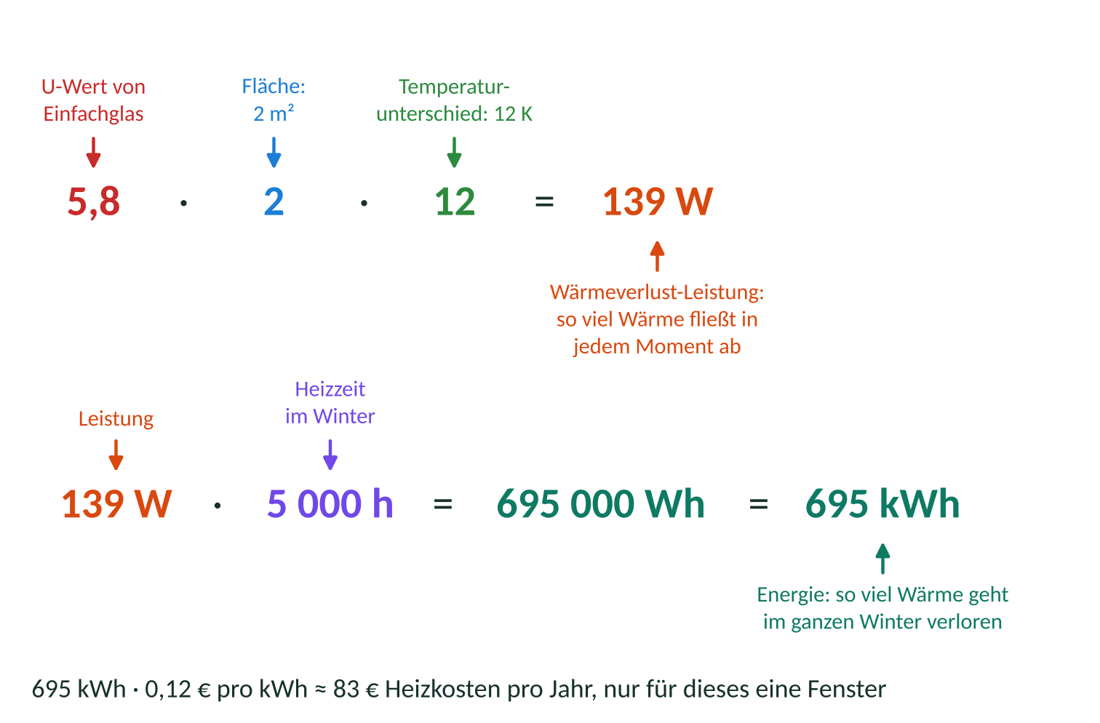 U-Wert von
Einfachglas
Fläche:
2 m²
Temperatur-
unterschied: 12 K
5,8 · 2 · 12 = 139 W
Wärmeverlust-Leistung:
so viel Wärme fließt in
jedem Moment ab
Leistung
Heizzeit
im Winter
139 W · 5 000 h = 695 000 Wh = 695 kWh
Energie: so viel Wärme geht
im ganzen Winter verloren
695 kWh · 0,12 € pro kWh ≈ 83 € Heizkosten pro Jahr, nur für dieses eine Fenster